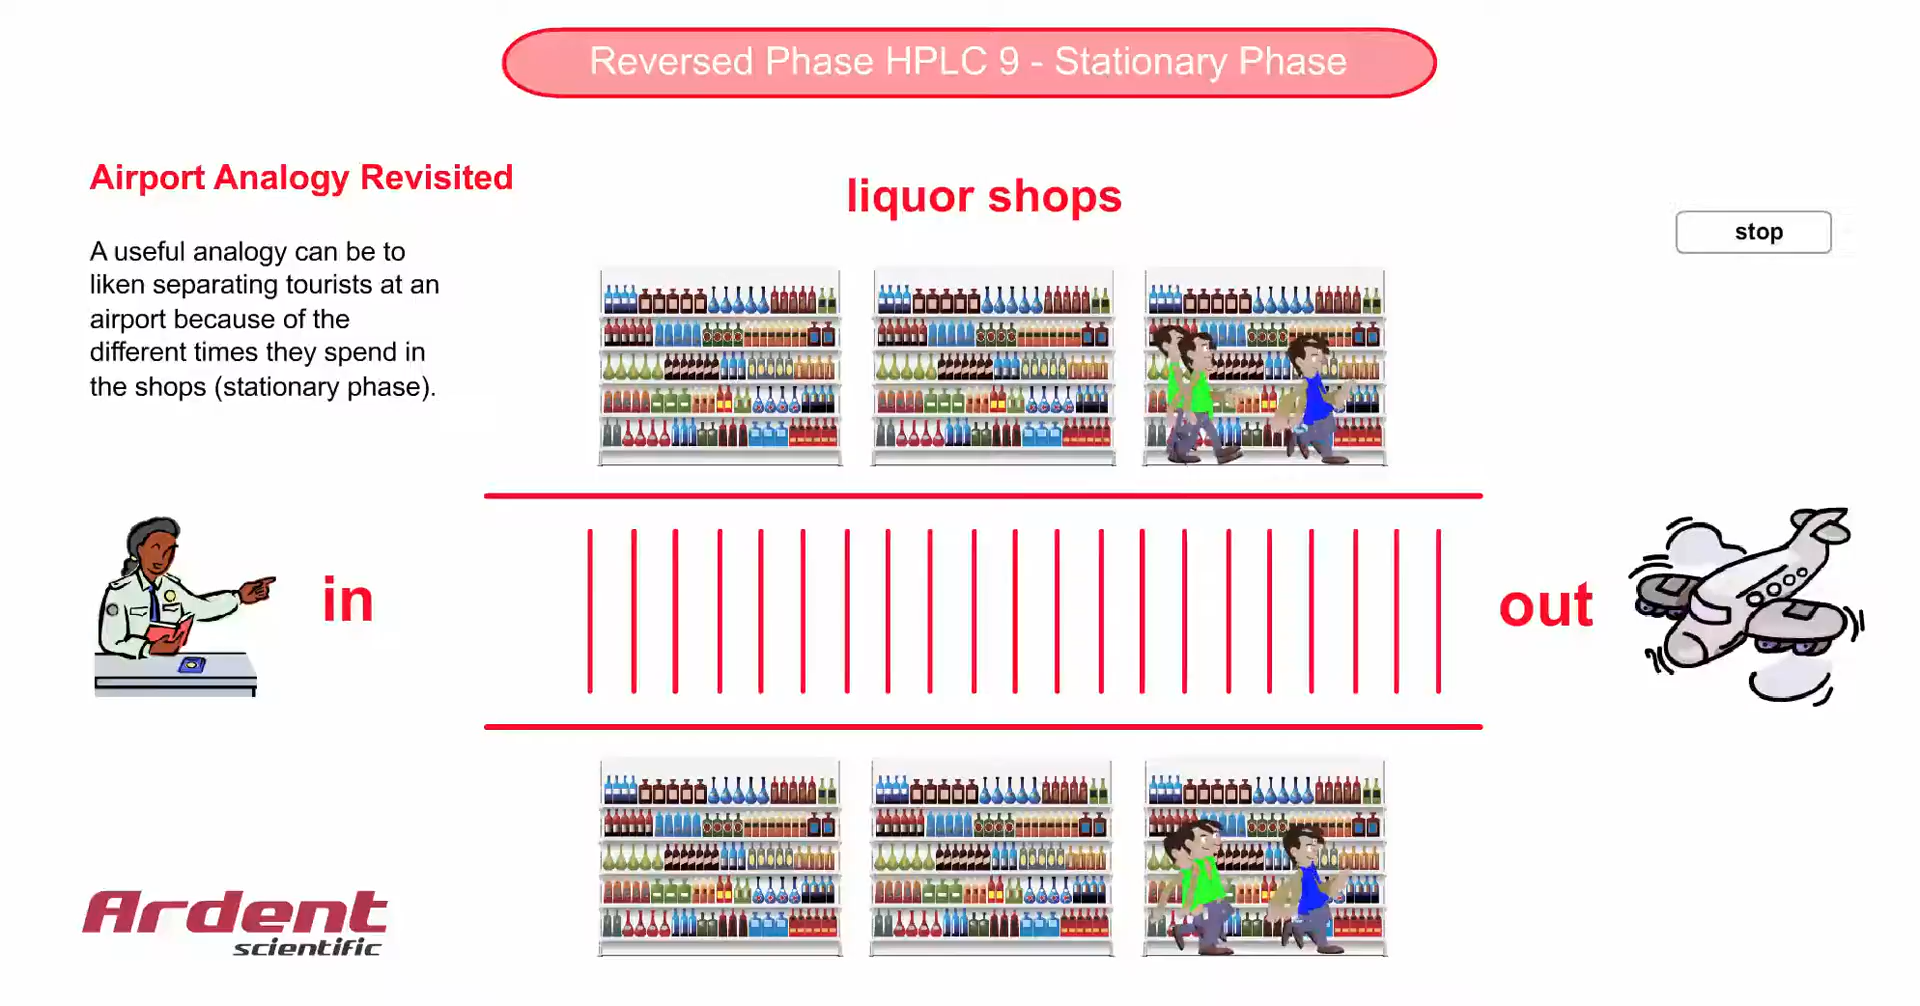 Reversed Phase HPLC 9 - Stationary Phase
Airport Analogy Revisited
liquor shops
stop
A useful analogy can be to
liken separating tourists at an
airport because of the
different times they spend in
the shops (stationary phase).
in
out
Ardent
scientific